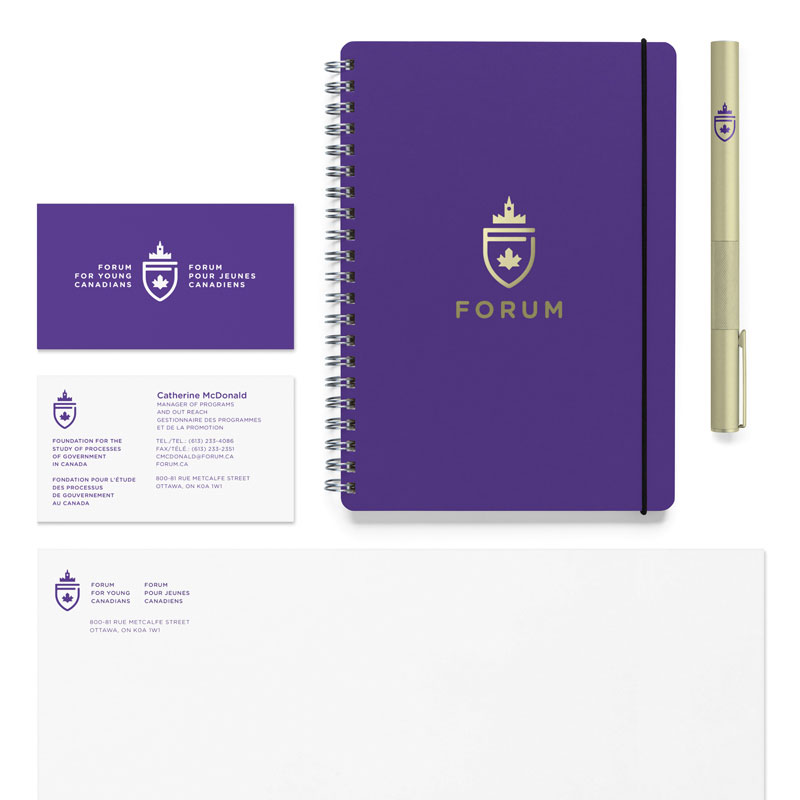 FORUM
FOR YOUNG
CANADIANS
FORUM
POUR JEUNES
CANADIENS
FORUM
Catherine McDonald
MANAGER OF PROGRAMS
AND OUT REACH
GESTIONNAIRE DES PROGRAMMES
ET DE LA PROMOTION
TEL./TEL.: (613) 233-4086
FAX/TÉLÉ.: (613) 233-2351
CMCDONALD@FORUM.CA
FORUM.CA
800-81 RUE METCALFE STREET
OTTAWA, ON K0A 1W1
FOUNDATION FOR THE
STUDY OF PROCESSES
OF GOVERNMENT
IN CANADA
FONDATION POUR L'ÉTUDE
DES PROCESSUS
DE GOUVERNEMENT
AU CANADA
FORUM
FOR YOUNG
CANADIANS
FORUM
POUR JEUNES
CANADIENS
800-81 RUE METCALFE STREET
OTTAWA, ON K0A 1W1